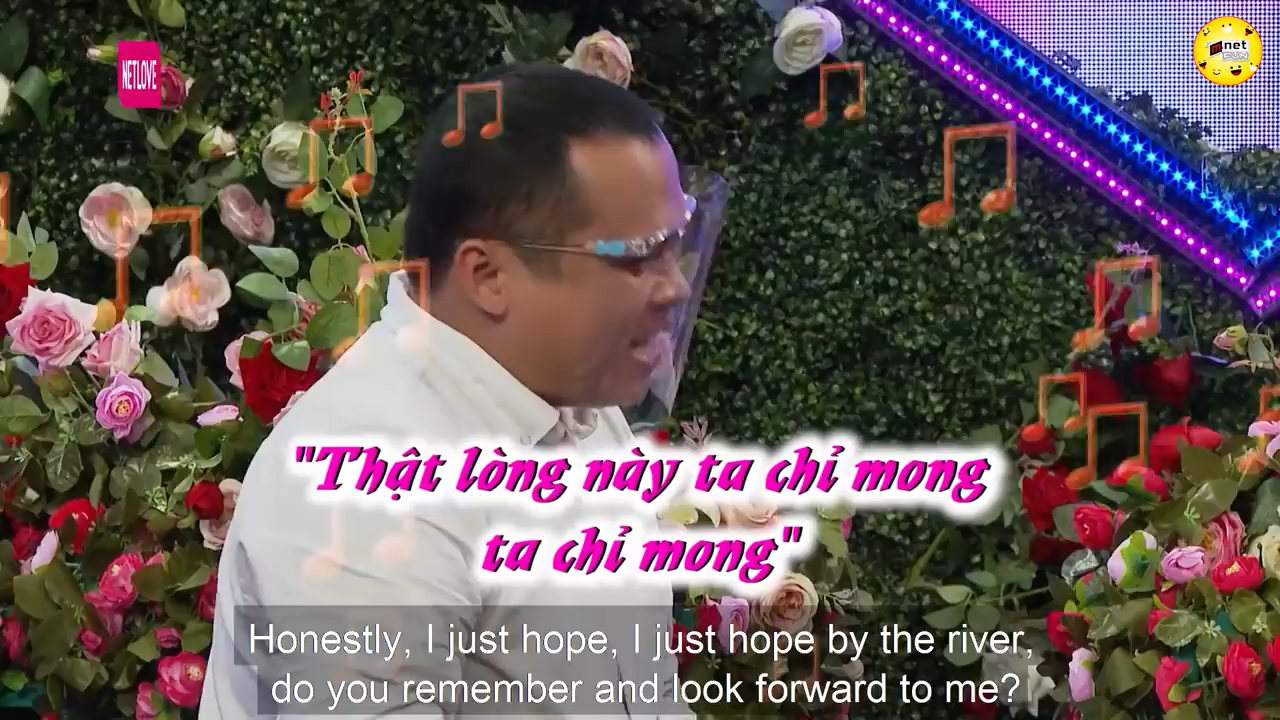 NETLOVE
mnet
FUN
"Thật lòng này ta chỉ mong
ta chỉ mong"
Honestly, I just hope, I just hope by the river,
do you remember and look forward to me?